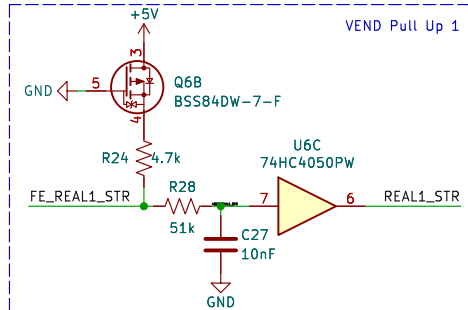 +5V
VEND Pull Up 1
3
Q6B
GND
5
BSS84DW-7-F
4
U6C
R24
4.7k
74HC4050PW
FE_REAL1_STR
R28
7
6
REAL1_STR
51k
C27
10nF
GND